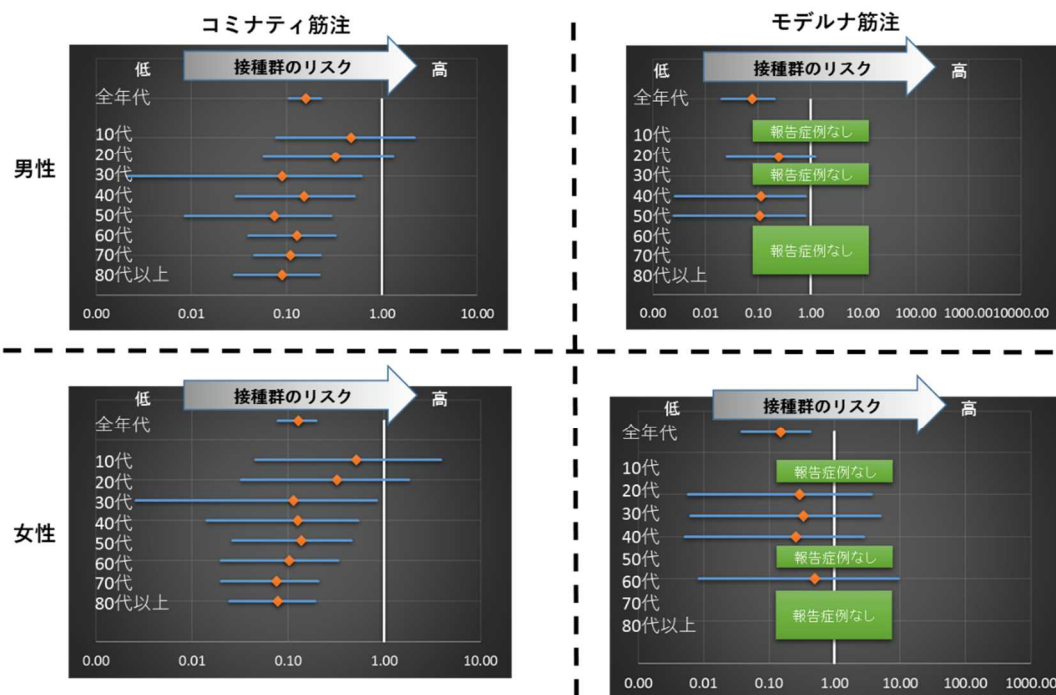 コミナティ筋注
モデルナ筋注
男性
低
接種群のリスク
高
全年代
10代
20代
30代
40代
50代
60代
70代
80代以上
0.00
0.01
0.10
1.00
10.00
低
接種群のリスク
高
全年代
10代
報告症例なし
20代
30代
報告症例なし
40代
50代
60代
70代
報告症例なし
80代以上
0.00
0.01
0.10
1.00
10.00
100.00
1000.00
10000.00
女性
低
接種群のリスク
高
全年代
10代
20代
30代
40代
50代
60代
70代
80代以上
0.00
0.01
0.10
1.00
10.00
低
接種群のリスク
高
全年代
10代
報告症例なし
20代
30代
40代
50代
報告症例なし
60代
70代
報告症例なし
80代以上
0.00
0.01
0.10
1.00
10.00
100.00
1000.00